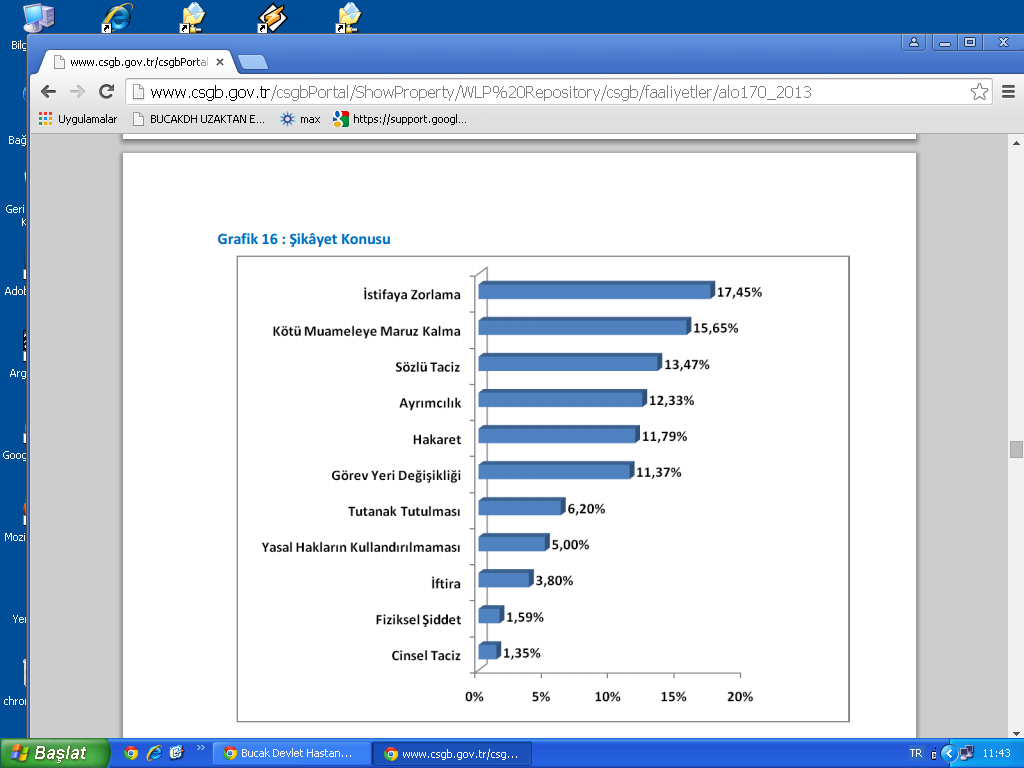 www.csgb.gov.tr/csgbPortal
www.csgb.gov.tr/csgbPortal/ShowProperty/WLP%20Repository/csgb/faaliyetler/alo170_2013
Uygulamalar BUCAKDH UZAKTAN E... max https://support.googl...
Grafik 16 : Şikâyet Konusu
İstifaya Zorlama 17,45%
Kötü Muameleye Maruz Kalma 15,65%
Sözlü Taciz 13,47%
Ayrımcılık 12,33%
Hakaret 11,79%
Görev Yeri Değişikliği 11,37%
Tutanak Tutulması 6,20%
Yasal Hakların Kullandırılmaması 5,00%
İftira 3,80%
Fiziksel Şiddet 1,59%
Cinsel Taciz 1,35%
0% 5% 10% 15% 20%
Başlat Bucak Devlet Hastan... www.csgb.gov.tr/csg... TR 11:43